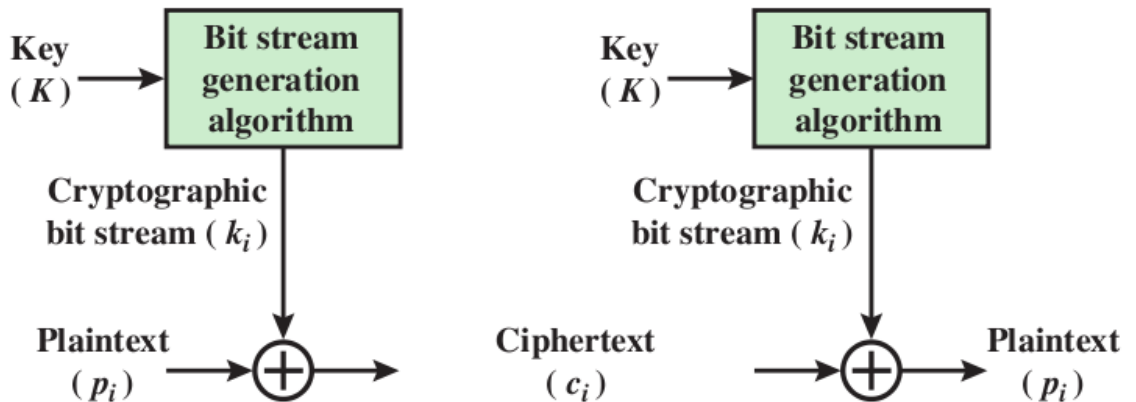 Key
( K )
Bit stream
generation
algorithm
Cryptographic
bit stream ( kᵢ )
Plaintext
( pᵢ )
Key
( K )
Bit stream
generation
algorithm
Cryptographic
bit stream ( kᵢ )
Ciphertext
( cᵢ )
Plaintext
( pᵢ )